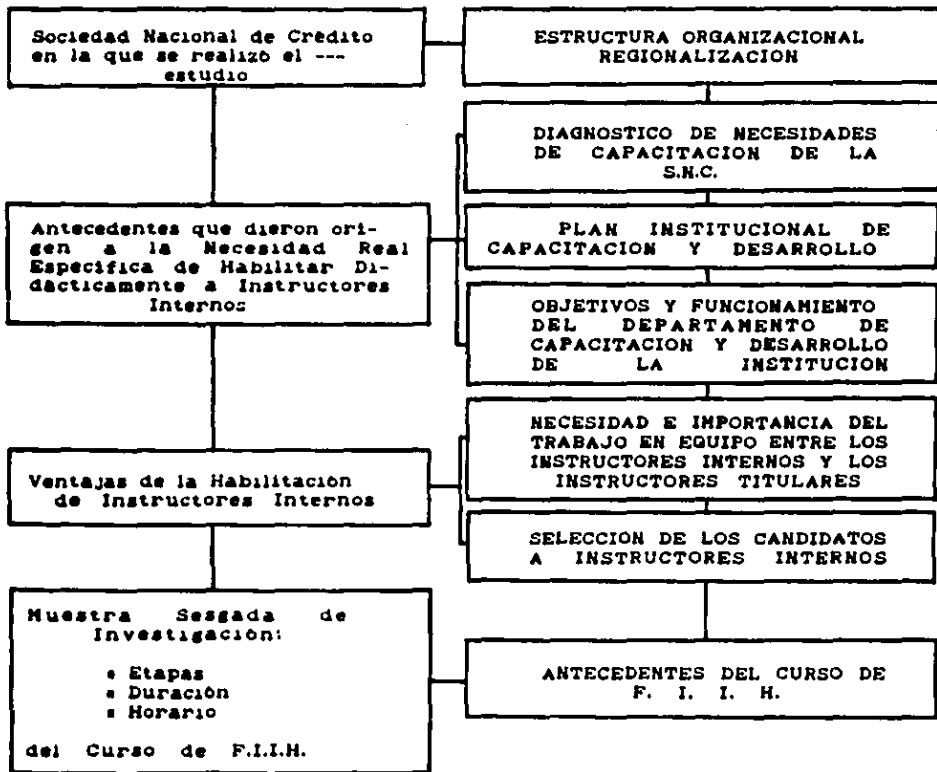 Sociedad Nacional de Crédito
en la que se realizó el ---
estudio
ESTRUCTURA ORGANIZACIONAL
REGIONALIZACION
DIAGNOSTICO DE NECESIDADES
DE CAPACITACION DE LA
S.N.C.
Antecedentes que dieron ori-
gen a la Necesidad Real
Específica de Habilitar Di-
dácticamente a Instructores
Internos
PLAN INSTITUCIONAL DE
CAPACITACION Y DESARROLLO
OBJETIVOS Y FUNCIONAMIENTO
DEL DEPARTAMENTO DE
CAPACITACION Y DESARROLLO
DE LA INSTITUCION
Ventajas de la Habilitación
de Instructores Internos
NECESIDAD E IMPORTANCIA DEL
TRABAJO EN EQUIPO ENTRE LOS
INSTRUCTORES INTERNOS Y LOS
INSTRUCTORES TITULARES
SELECCION DE LOS CANDIDATOS
A INSTRUCTORES INTERNOS
Muestra Sesgada de
Investigación:
* Etapas
* Duración
* Horario
del Curso de F.I.I.H.
ANTECEDENTES DEL CURSO DE
F. I. I. H.